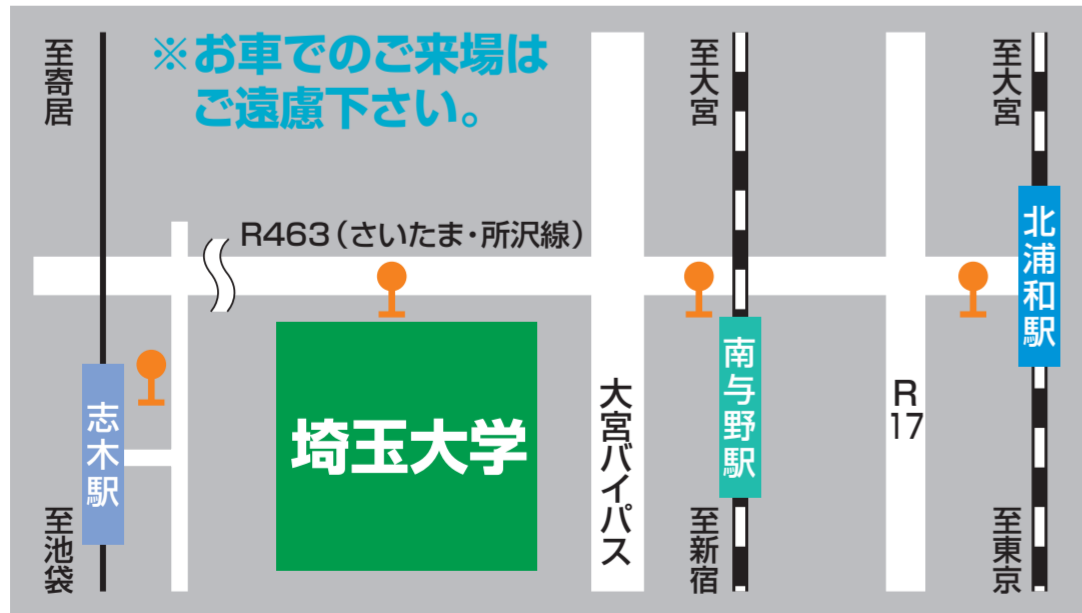 ※お車でのご来場は
ご遠慮下さい。
至寄居
至大宮
至大宮
R463（さいたま・所沢線）
北浦和駅
南与野駅
志木駅
埼玉大学
大宮バイパス
R17
至池袋
至新宿
至東京